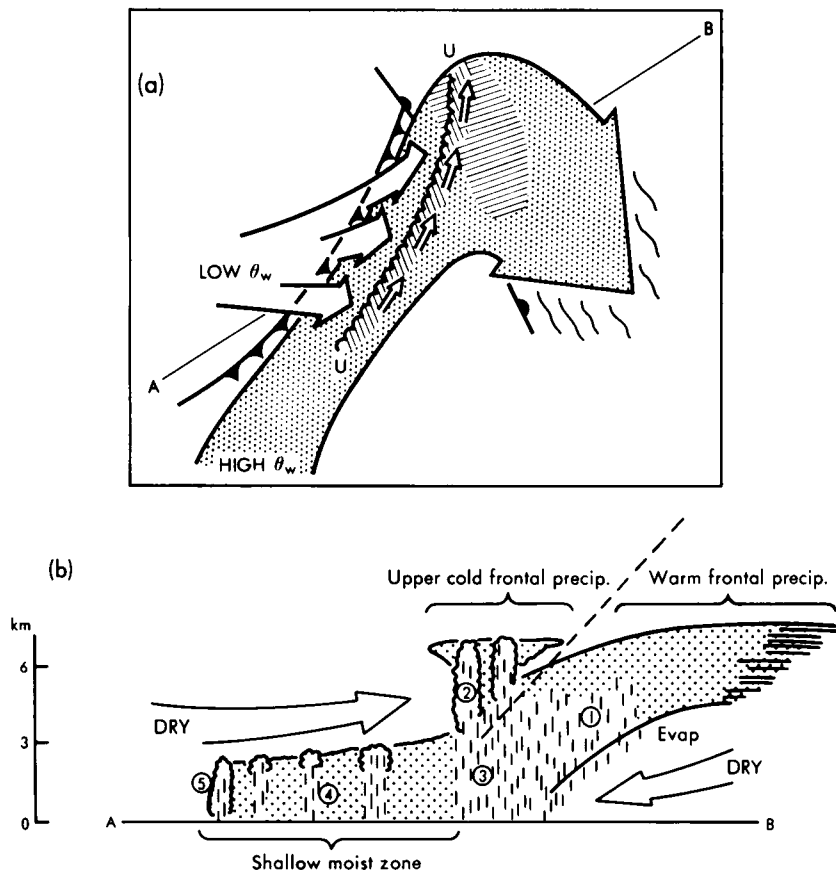 (a)
U
B
LOW θw
A
U
HIGH θw
(b)
Upper cold frontal precip.
Warm frontal precip.
km
6
3
0
DRY
②
①
③
④
⑤
Evap
DRY
A
B
Shallow moist zone